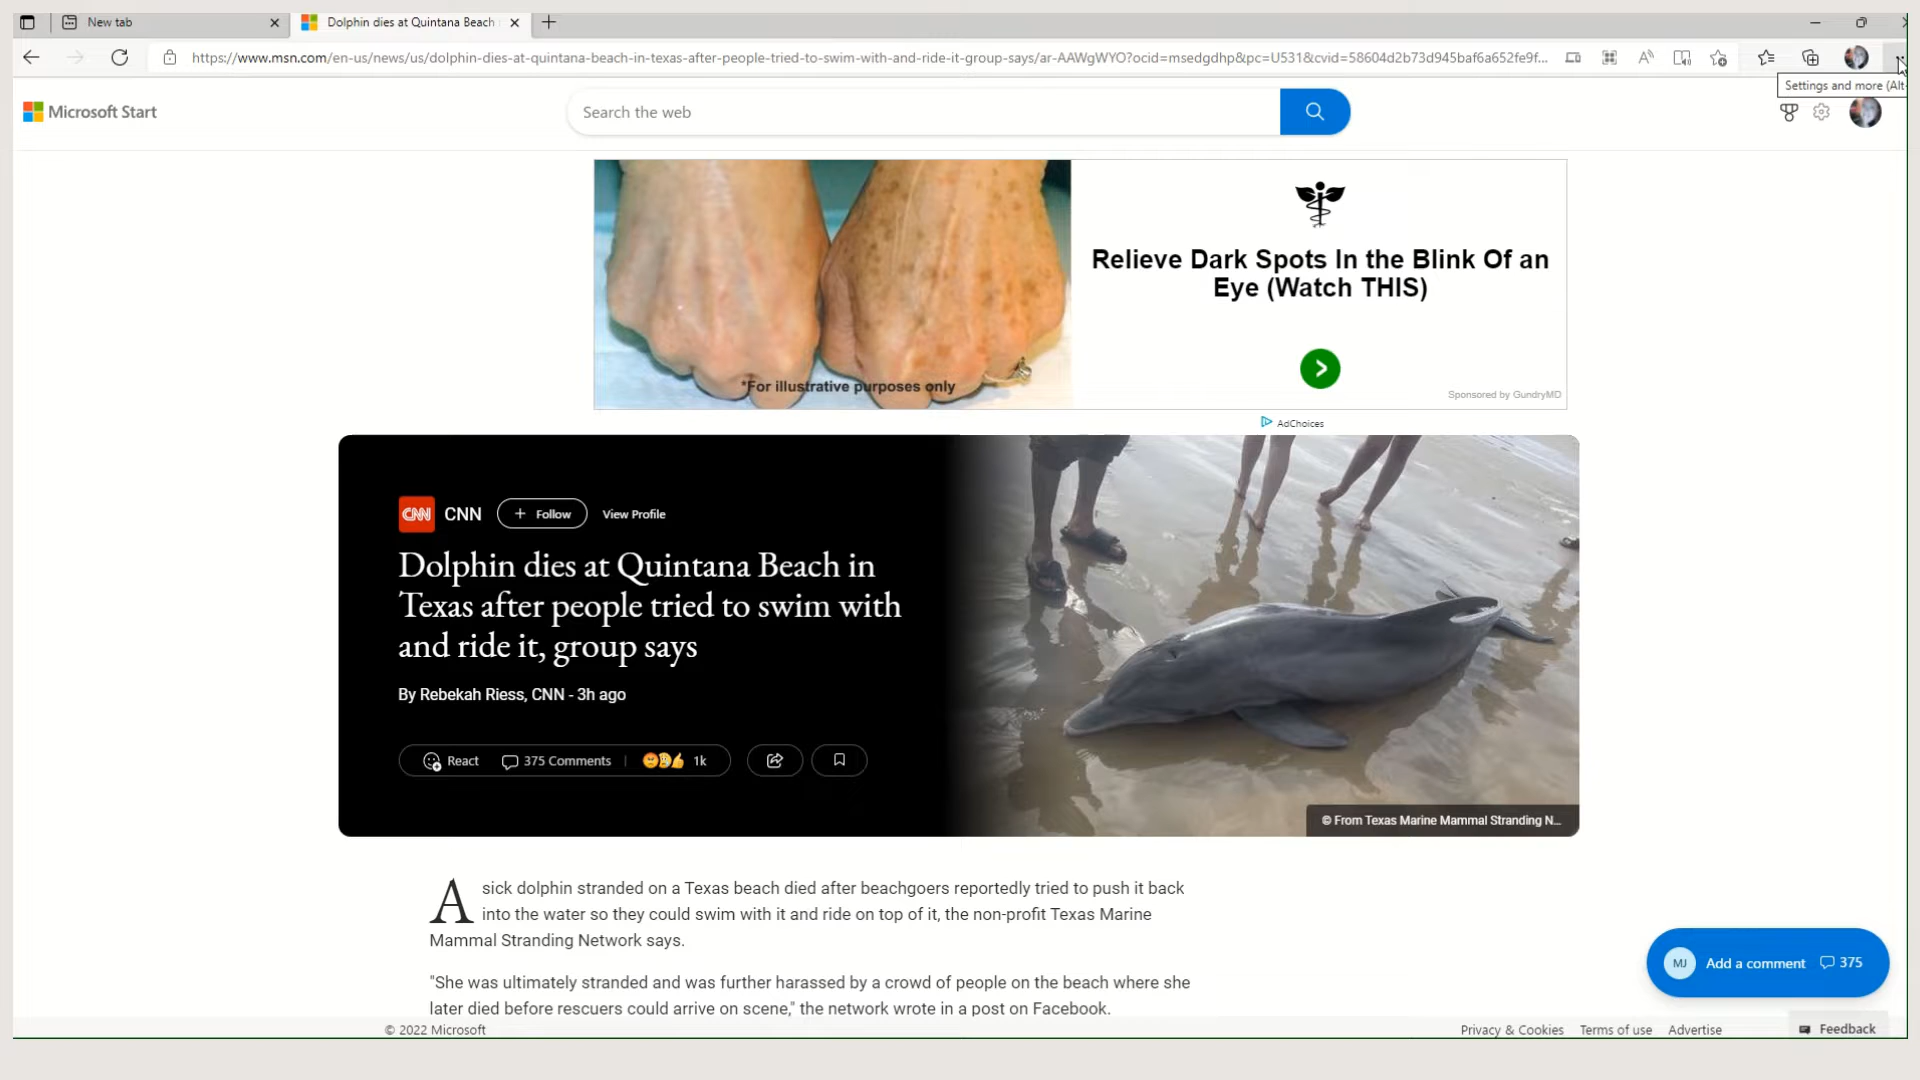 New tab
Dolphin dies at Quintana Beach
https://www.msn.com/en-us/news/us/dolphin-dies-at-quintana-beach-in-texas-after-people-tried-to-swim-with-and-ride-it-group-says/ar-AAWgWYO?ocid=msedgdhp&pc=U531&cvid=58604d2b73d945baf6a652fe9f...
Settings and more (Alt
Microsoft Start
Search the web
Relieve Dark Spots In the Blink Of an
Eye (Watch THIS)
*For illustrative purposes only
Sponsored by GundryMD
AdChoices
CNN CNN + Follow View Profile
Dolphin dies at Quintana Beach in
Texas after people tried to swim with
and ride it, group says
By Rebekah Riess, CNN - 3h ago
React 375 Comments 1k
© From Texas Marine Mammal Stranding N...
A sick dolphin stranded on a Texas beach died after beachgoers reportedly tried to push it back
into the water so they could swim with it and ride on top of it, the non-profit Texas Marine
Mammal Stranding Network says.
"She was ultimately stranded and was further harassed by a crowd of people on the beach where she
later died before rescuers could arrive on scene," the network wrote in a post on Facebook.
MJ Add a comment 375
© 2022 Microsoft
Privacy & Cookies Terms of use Advertise Feedback